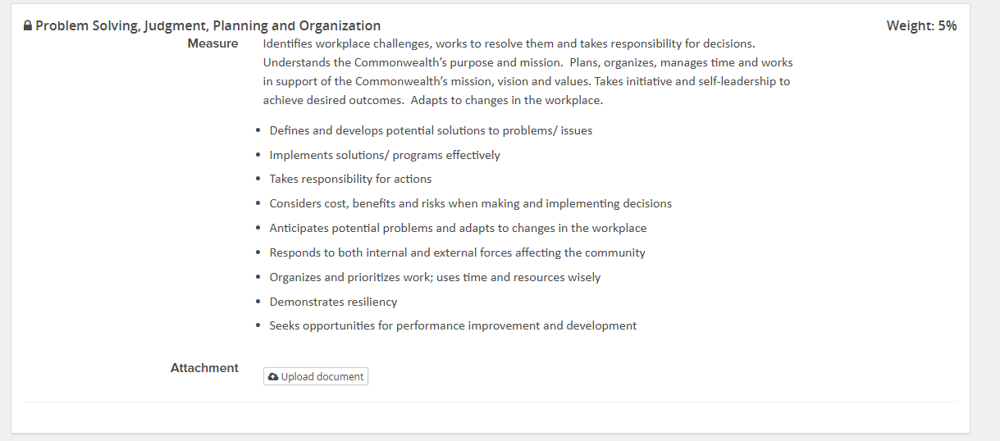 Problem Solving, Judgment, Planning and Organization
Weight: 5%
Measure
Identifies workplace challenges, works to resolve them and takes responsibility for decisions.
Understands the Commonwealth’s purpose and mission.  Plans, organizes, manages time and works
in support of the Commonwealth’s mission, vision and values. Takes initiative and self-leadership to
achieve desired outcomes.  Adapts to changes in the workplace.
• Defines and develops potential solutions to problems/ issues
• Implements solutions/ programs effectively
• Takes responsibility for actions
• Considers cost, benefits and risks when making and implementing decisions
• Anticipates potential problems and adapts to changes in the workplace
• Responds to both internal and external forces affecting the community
• Organizes and prioritizes work; uses time and resources wisely
• Demonstrates resiliency
• Seeks opportunities for performance improvement and development
Attachment
Upload document